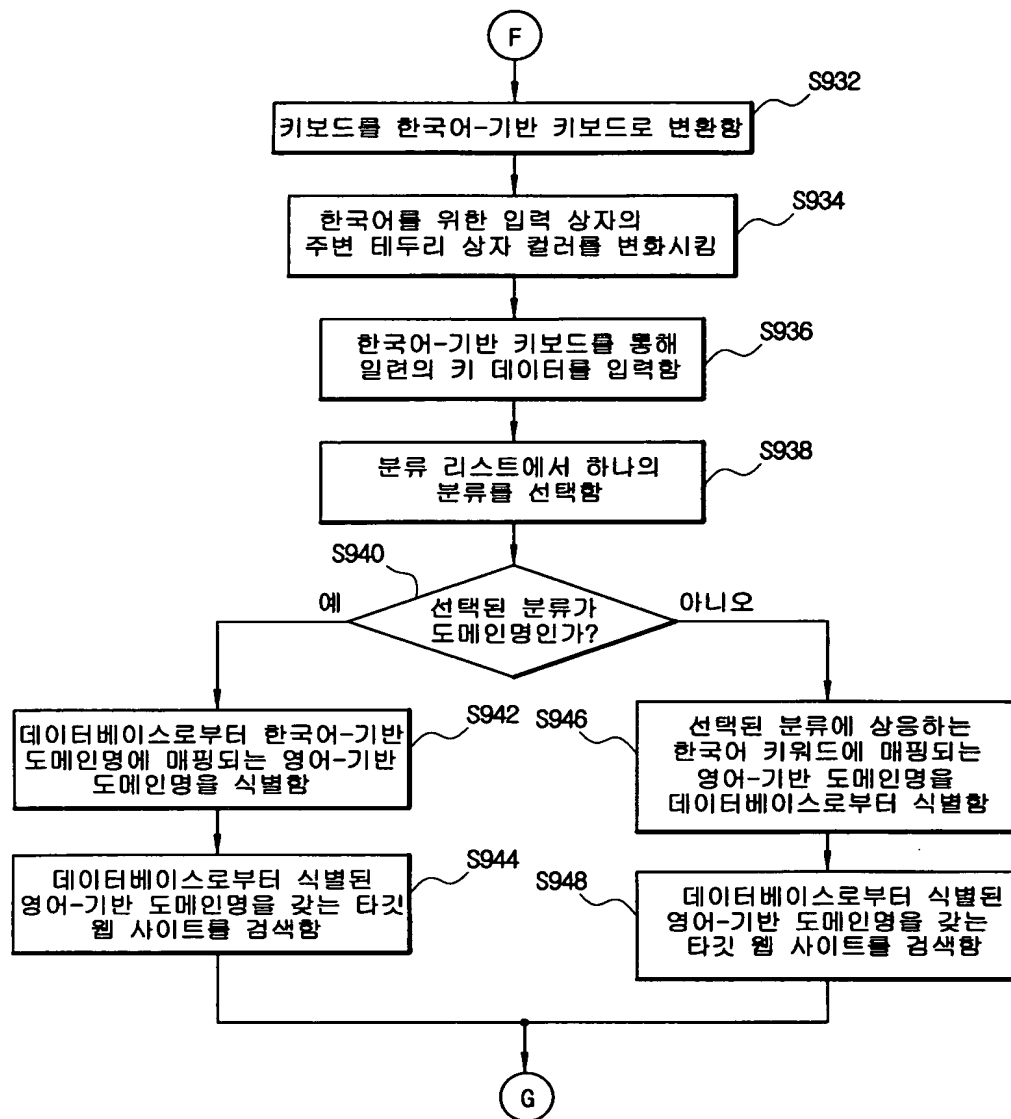 F
S932
키보드를 한국어-기반 키보드로 변환함
S934
한국어를 위한 입력 상자의
주변 테두리 상자 컬러를 변화시킴
S936
한국어-기반 키보드를 통해
일련의 키 데이터를 입력함
S938
분류 리스트에서 하나의
분류를 선택함
S940
예
선택된 분류가
도메인명인가?
아니오
S942
데이터베이스로부터 한국어-기반
도메인명에 매핑되는 영어-기반
도메인명을 식별함
S946
선택된 분류에 상응하는
한국어 키워드에 매핑되는
영어-기반 도메인명을
데이터베이스로부터 식별함
S944
데이터베이스로부터 식별된
영어-기반 도메인명을 갖는 타깃
웹 사이트를 검색함
S948
데이터베이스로부터 식별된
영어-기반 도메인명을 갖는
타깃 웹 사이트를 검색함
G